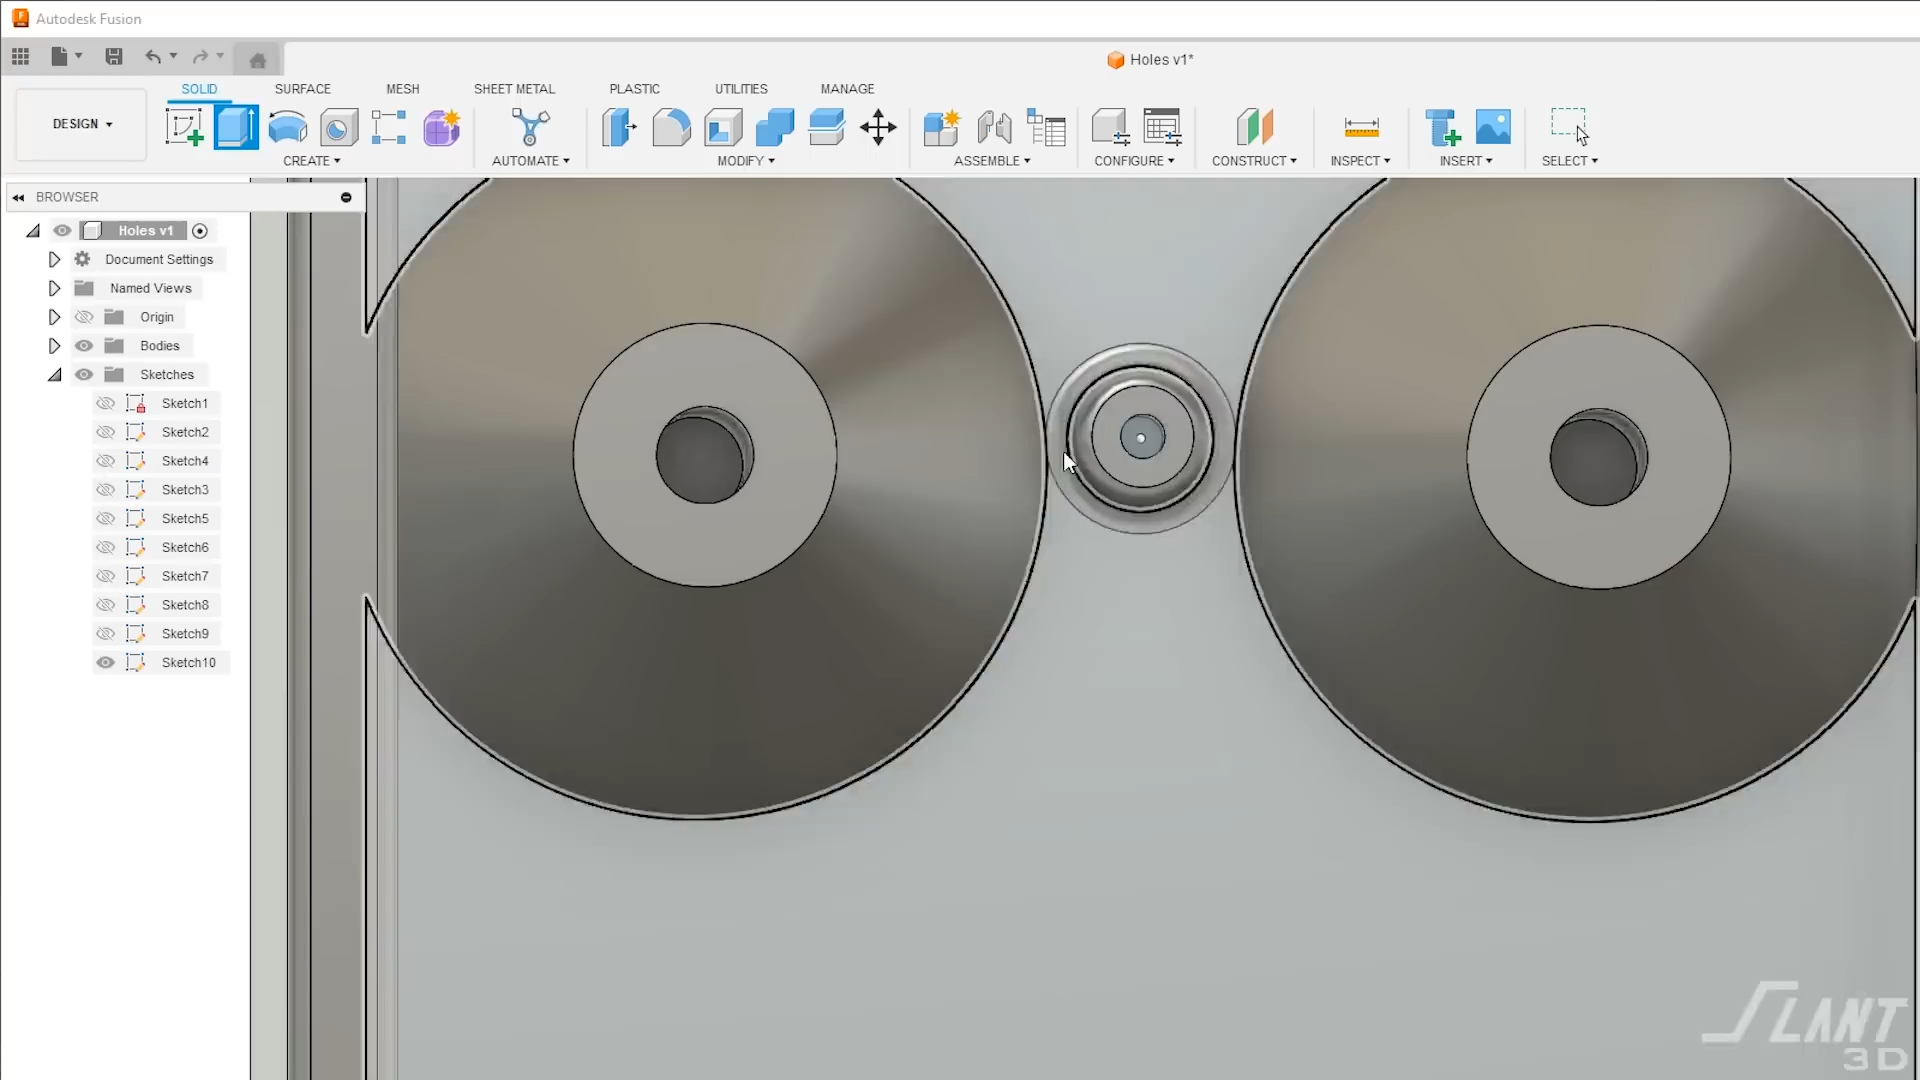 Autodesk Fusion
Holes v1*
SOLID SURFACE MESH SHEET METAL PLASTIC UTILITIES MANAGE
DESIGN
CREATE AUTOMATE MODIFY ASSEMBLE CONFIGURE CONSTRUCT INSPECT INSERT SELECT
BROWSER
Holes v1
Document Settings
Named Views
Origin
Bodies
Sketches
Sketch1
Sketch2
Sketch4
Sketch3
Sketch5
Sketch6
Sketch7
Sketch8
Sketch9
Sketch10
SLANT
3D